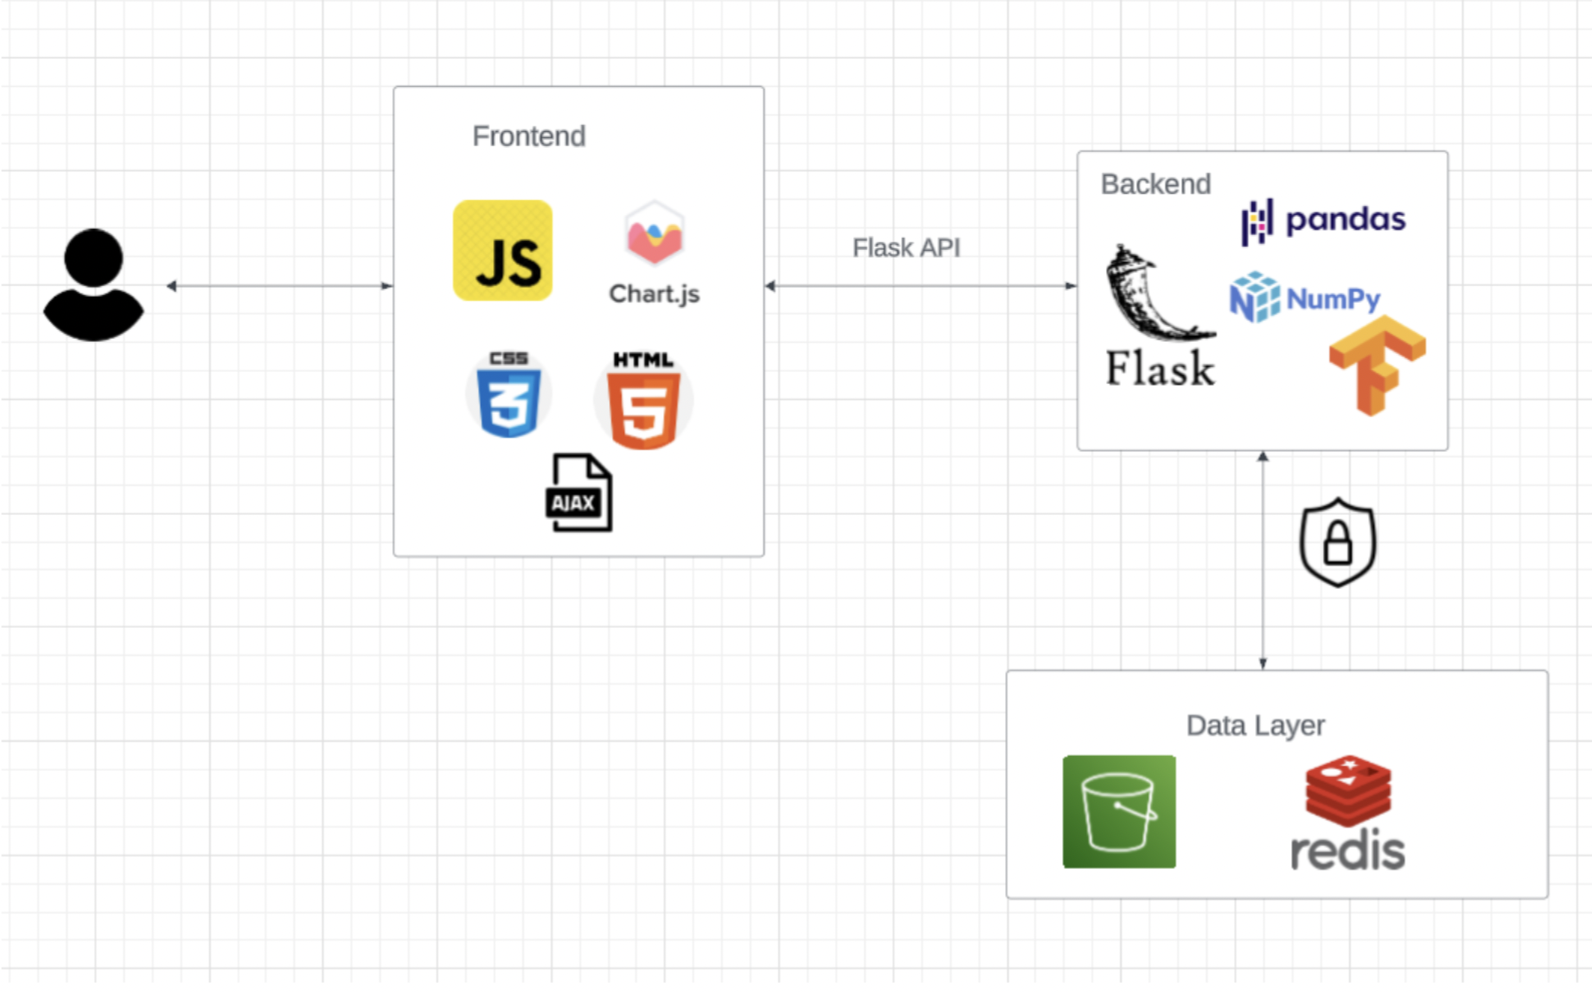 Frontend
JS
Chart.js
CSS
3
HTML
5
AJAX
Flask API
Backend
pandas
N NumPy
Flask
Data Layer
redis